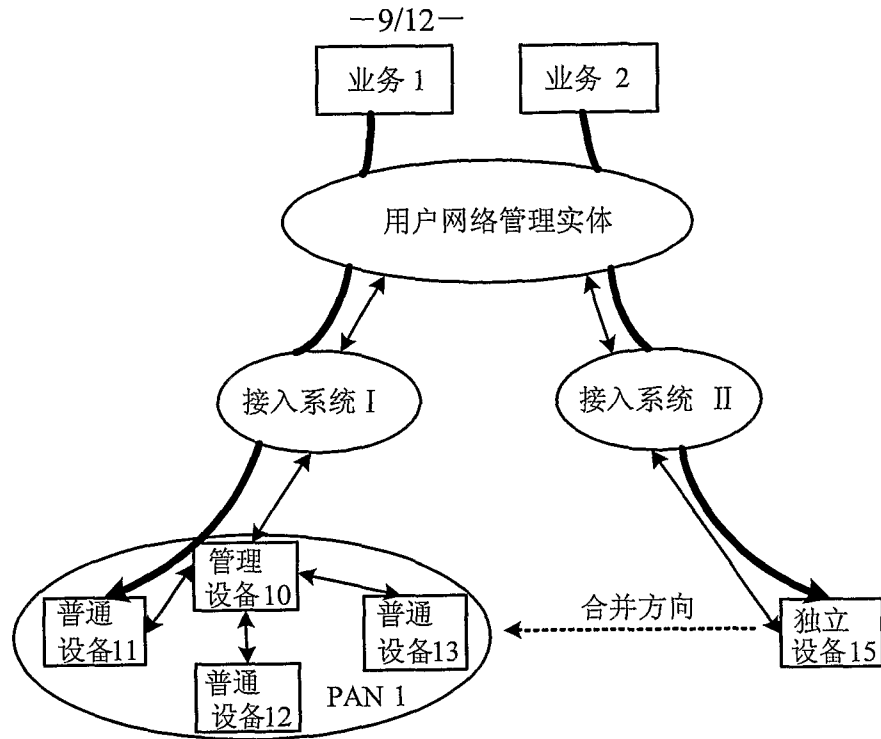 —9/12—
业务 1
业务 2
用户网络管理实体
接入系统 I
接入系统 II
管理
设备10
普通
设备11
普通
设备13
合并方向
独立
设备15
普通
设备12
PAN 1